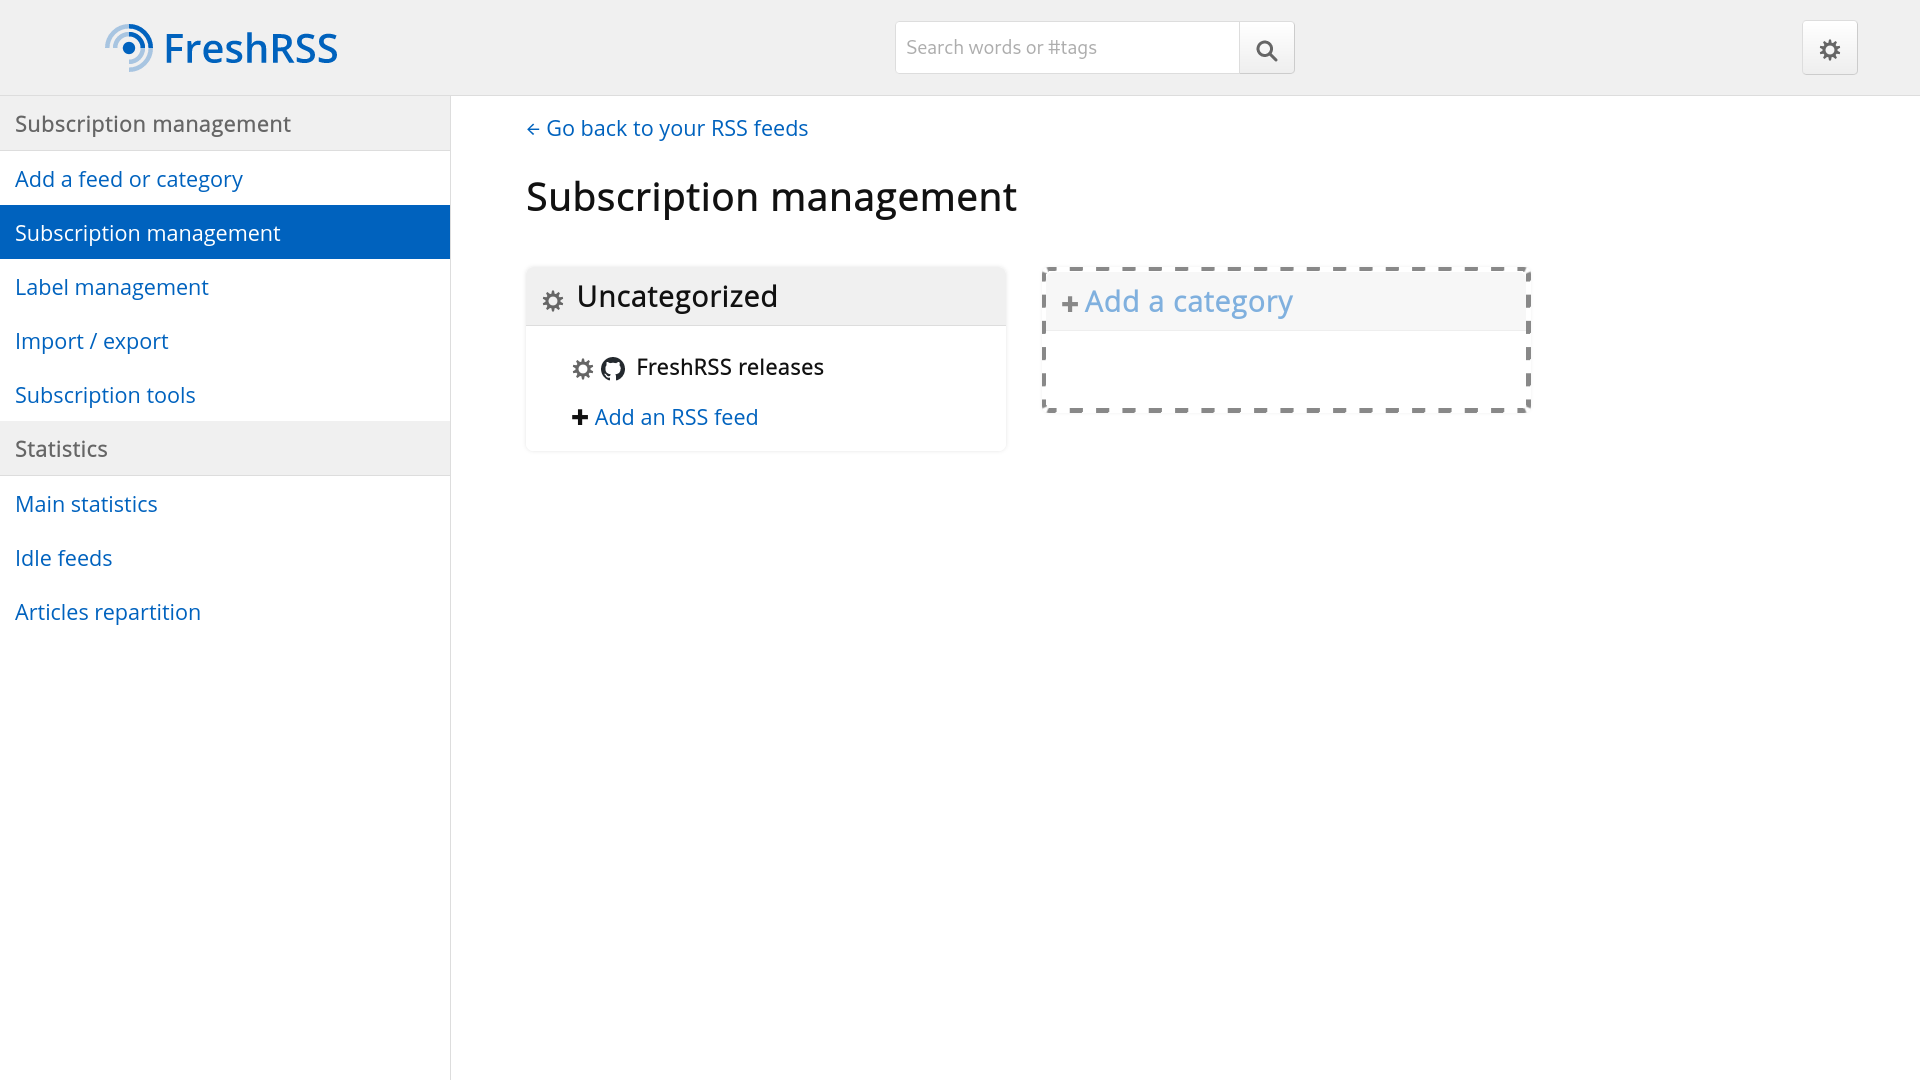 FreshRSS
Search words or #tags
Subscription management
Add a feed or category
Subscription management
Label management
Import / export
Subscription tools
Statistics
Main statistics
Idle feeds
Articles repartition
← Go back to your RSS feeds
Subscription management
Uncategorized
FreshRSS releases
Add an RSS feed
Add a category